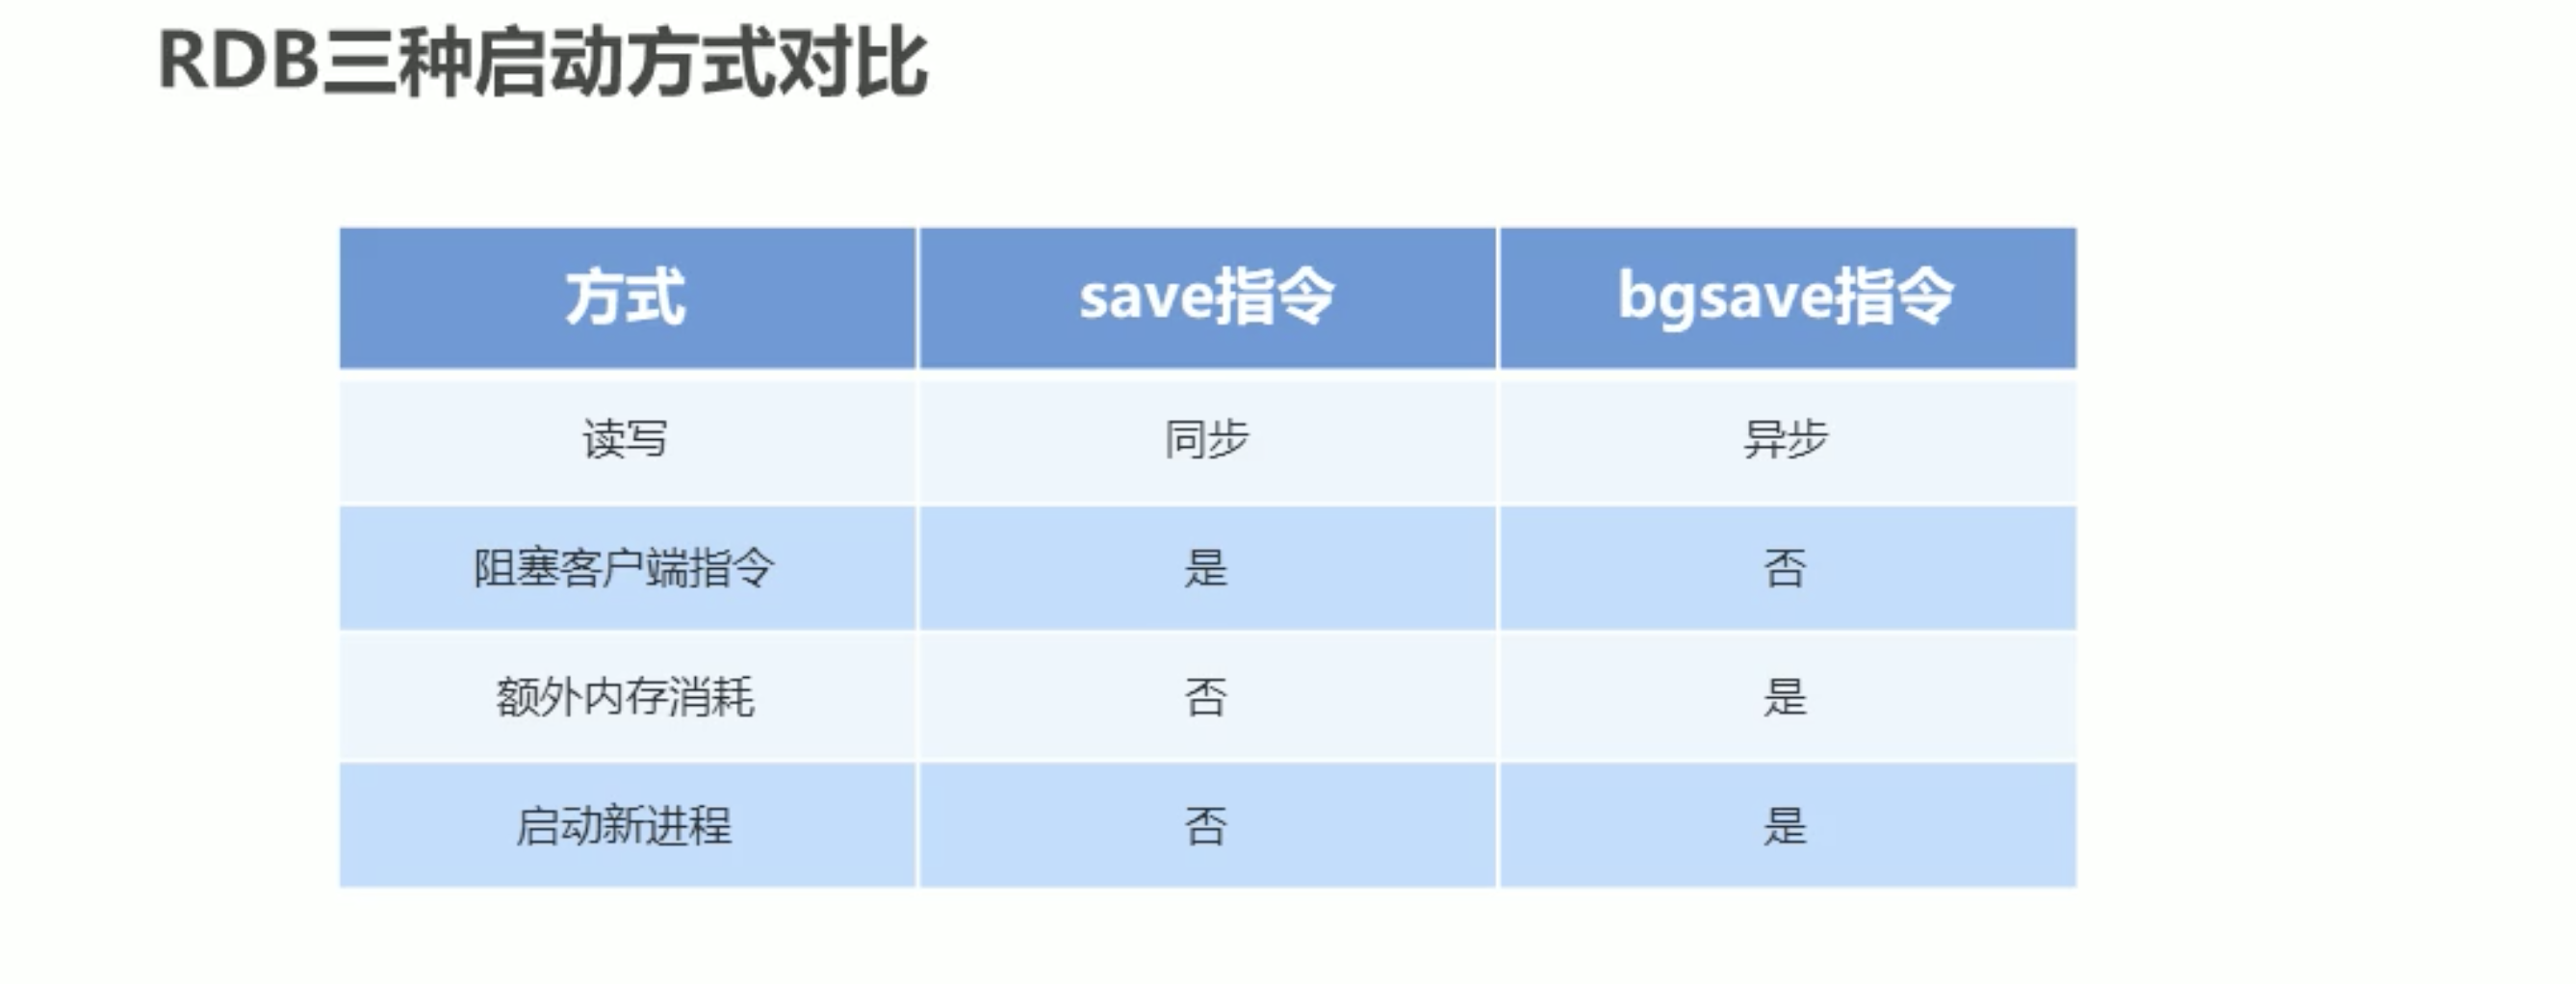 RDB三种启动方式对比
方式 save指令 bgsave指令
读写 同步 异步
阻塞客户端指令 是 否
额外内存消耗 否 是
启动新进程 否 是